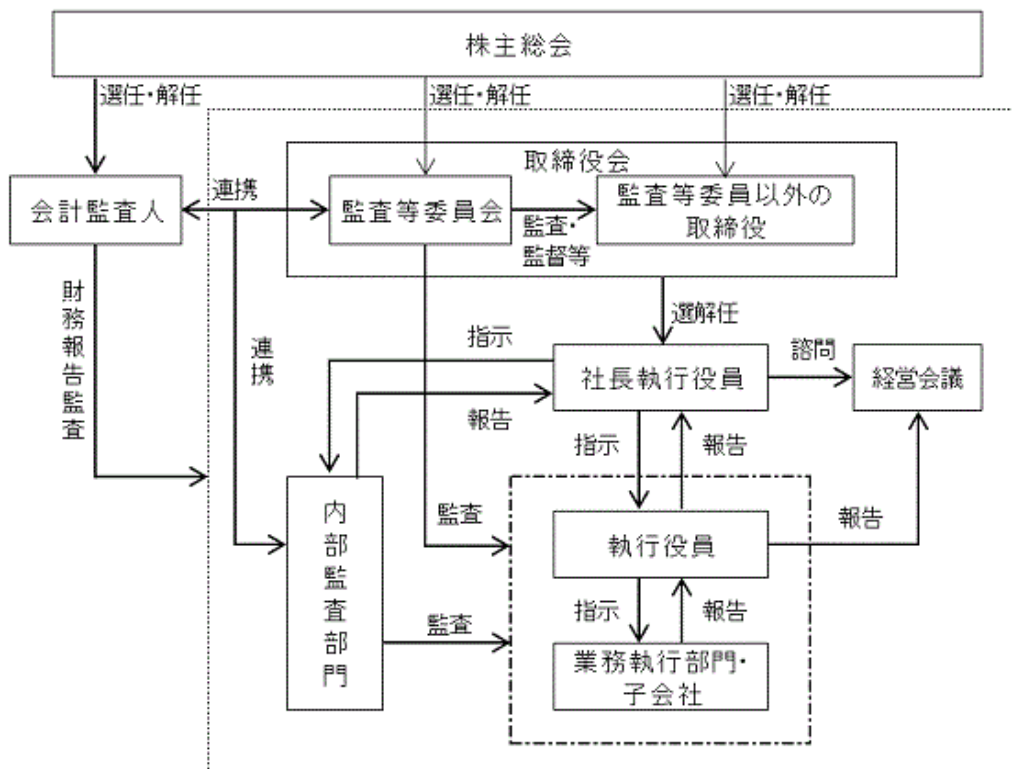 株主総会
選任・解任
選任・解任
選任・解任
取締役会
会計監査人
連携
監査等委員会
監査・
監督等
監査等委員以外の
取締役
財務報告監査
連携
選解任
指示
社長執行役員
諮問
経営会議
報告
指示
報告
内部監査部門
監査
執行役員
報告
監査
指示
報告
業務執行部門・
子会社